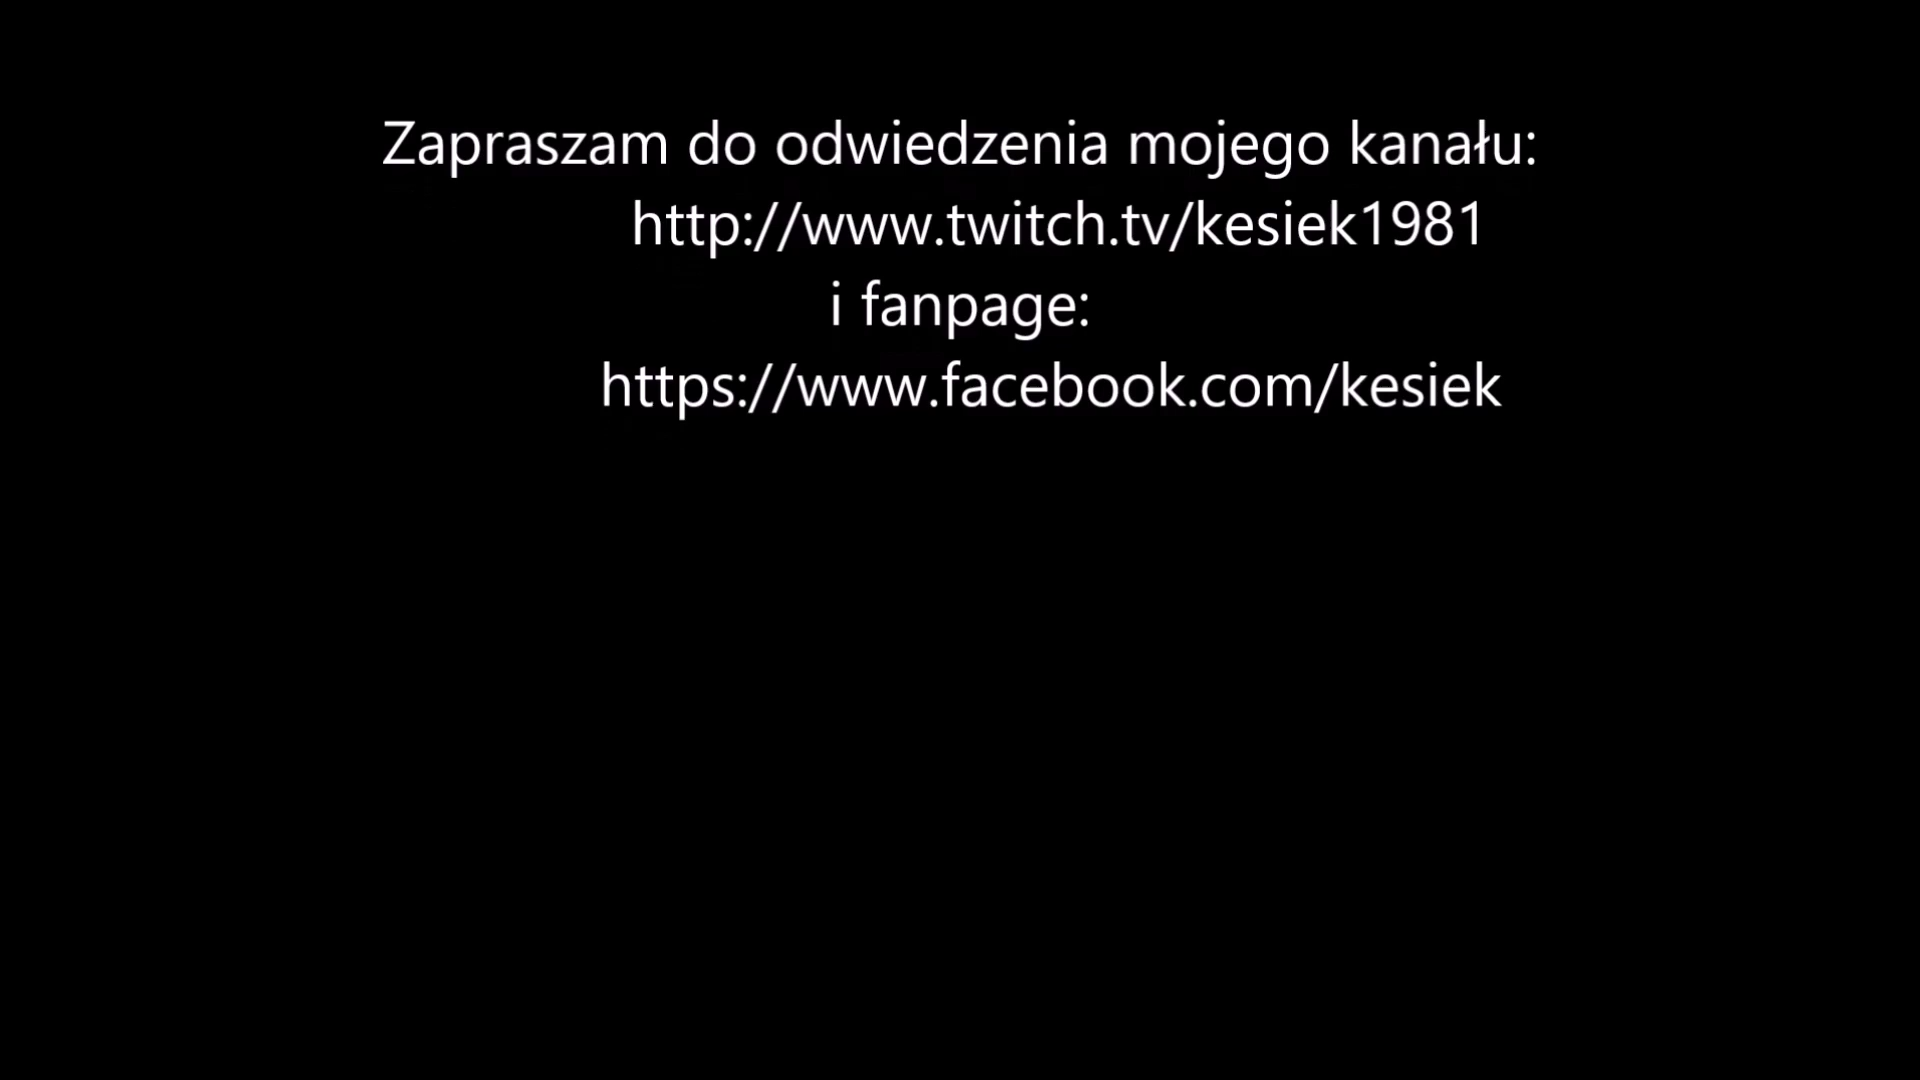 Zapraszam do odwiedzenia mojego kanału:
http://www.twitch.tv/kesiek1981
i fanpage:
https://www.facebook.com/kesiek